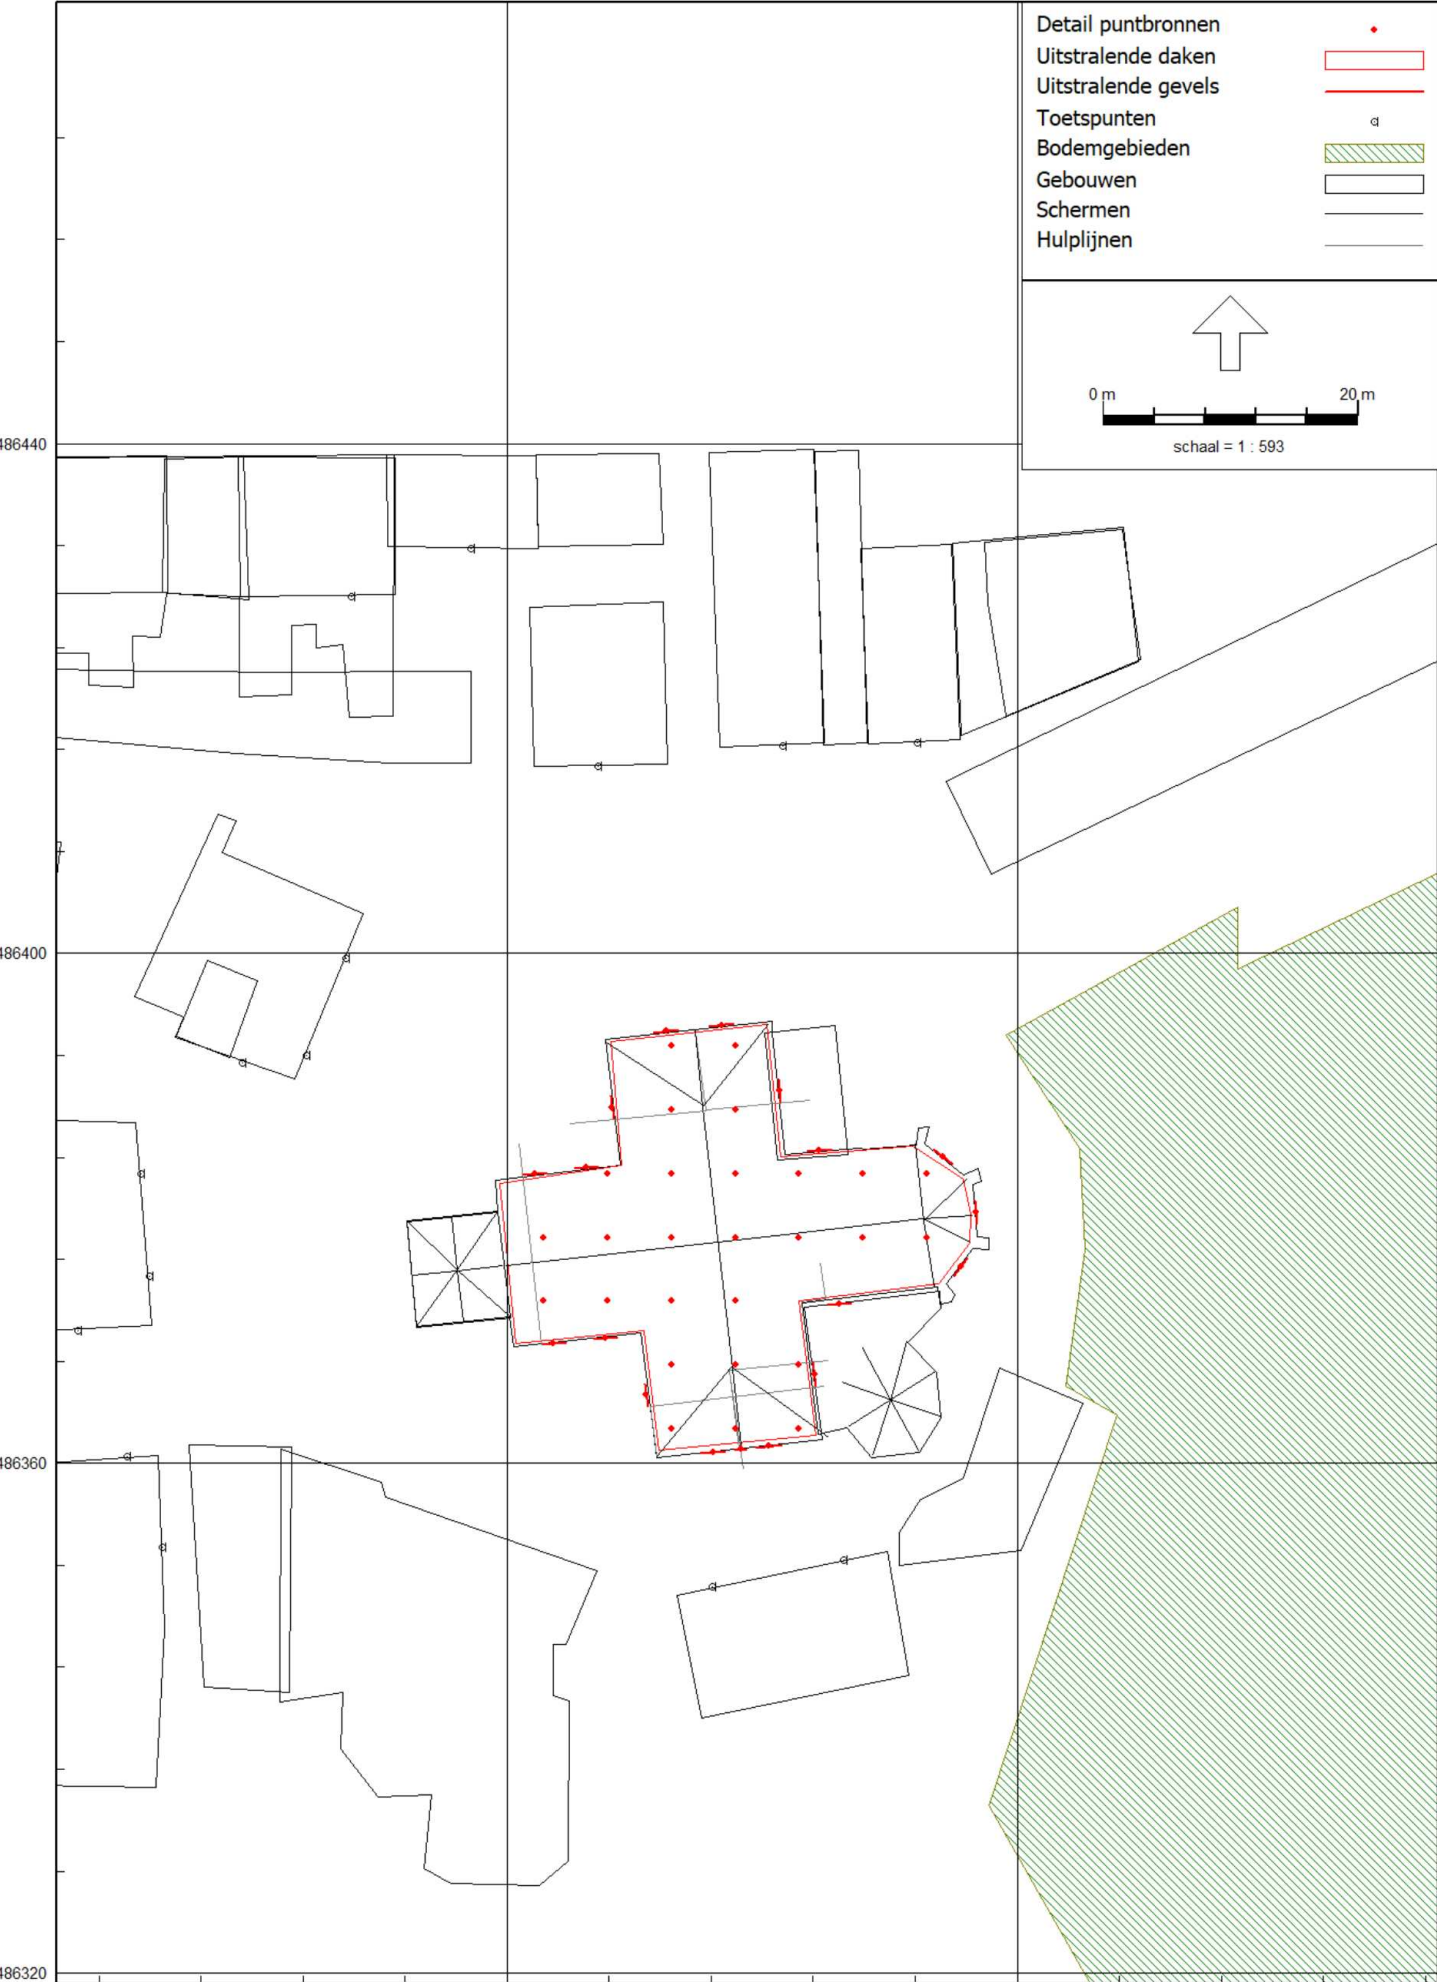 Detail puntbronnen
Uitstralende daken
Uitstralende gevels
Toetspunten
Bodemgebieden
Gebouwen
Schermen
Hulplijnen
0 m 20 m
schaal = 1 : 593
486440
486400
486360
486320